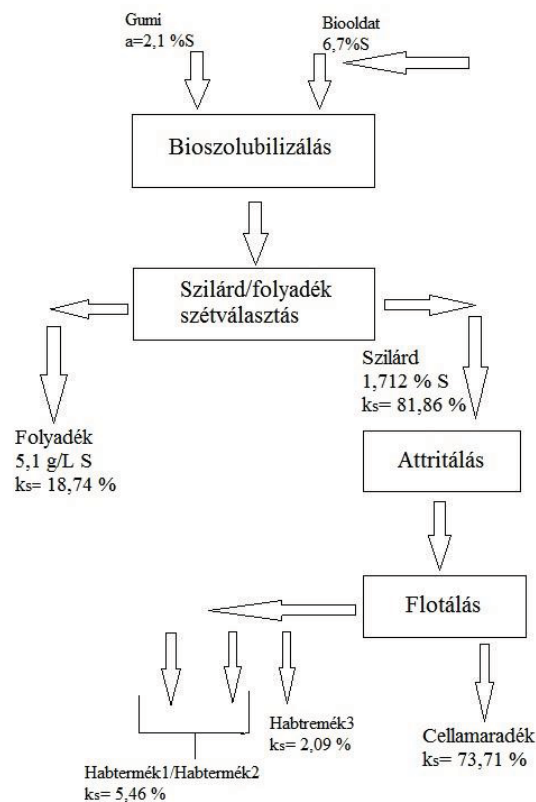 Gumi
a=2,1 %S
Biooldat
6,7%S
Bioszolubilizálás
Szilárd/folyadék
szétválasztás
Szilárd
1,712 % S
ks= 81,86 %
Folyadék
5,1 g/L S
ks= 18,74 %
Attritálás
Flotálás
Habtremék3
ks= 2,09 %
Cellamaradék
ks= 73,71 %
Habtermék1/Habtermék2
ks= 5,46 %